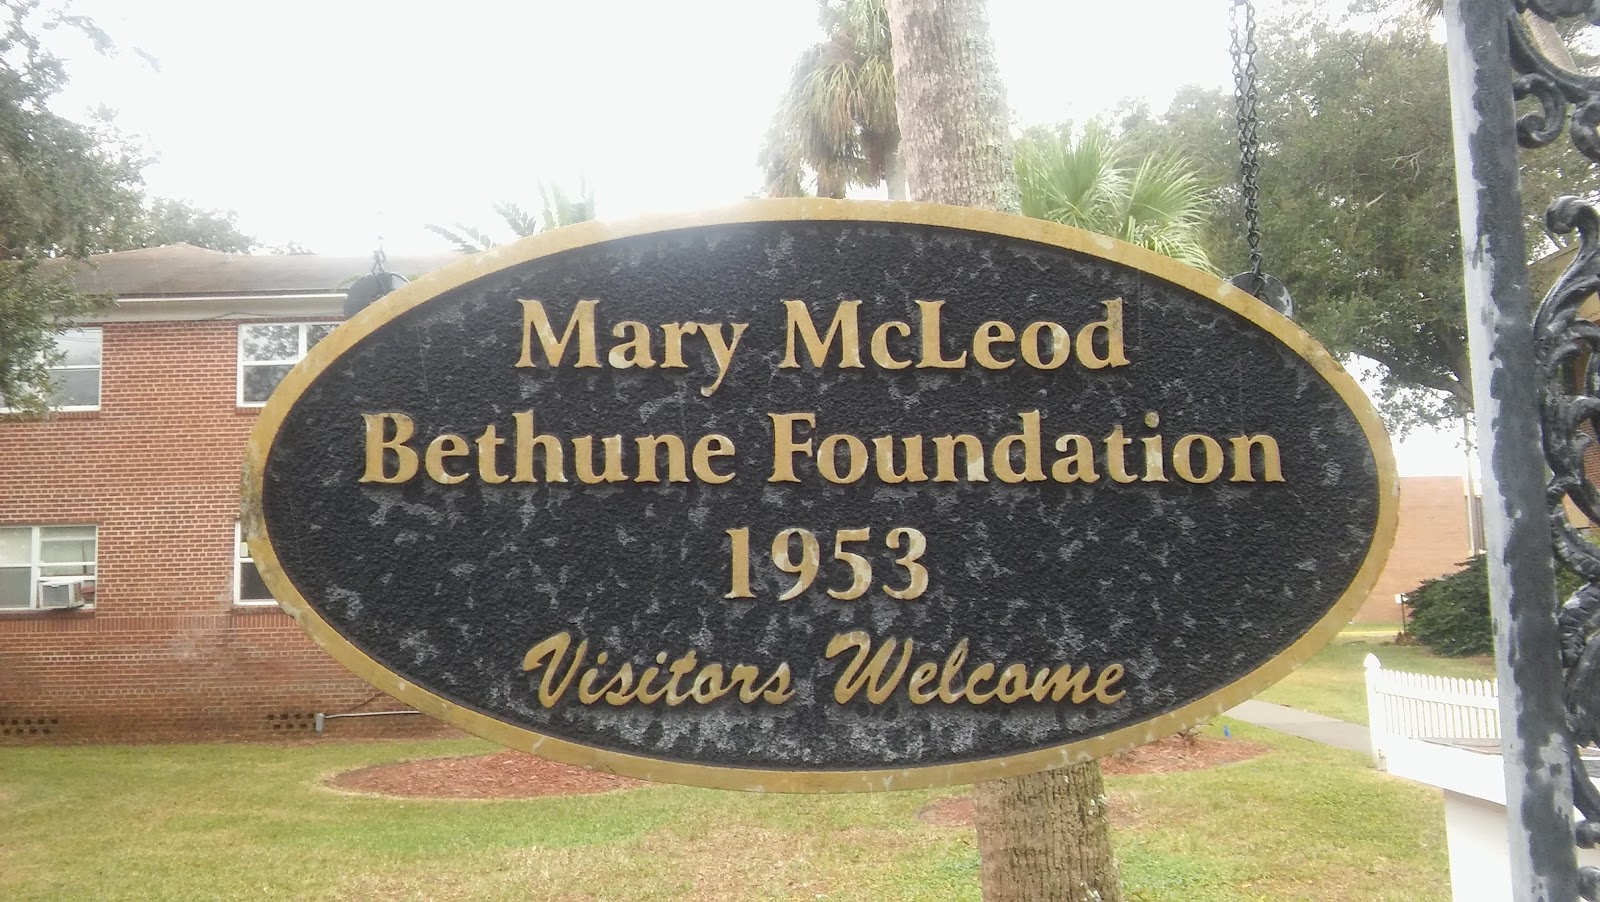 Mary McLeod
Bethune Foundation
1953
Visitors Welcome